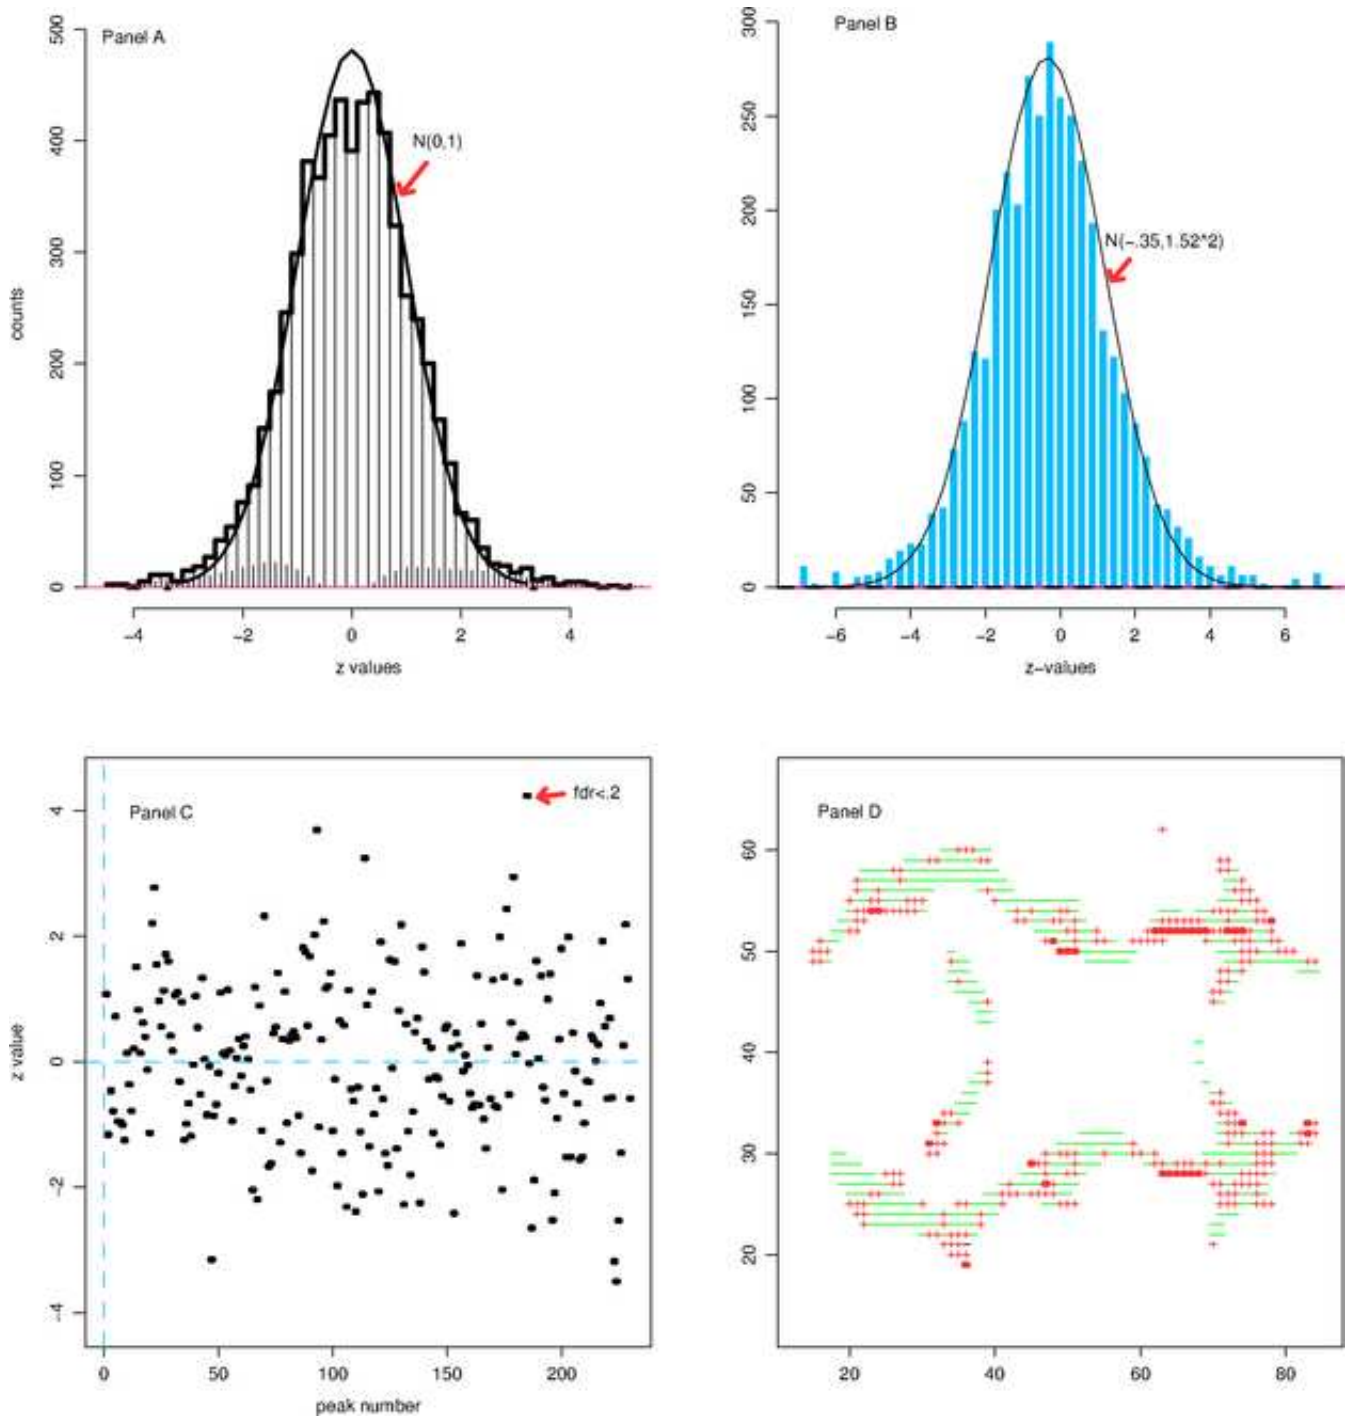 Panel A
500
400
300
200
100
0
counts
N(0,1)
−4 −2 0 2 4
z values
Panel B
300
250
200
150
100
50
0
N(−.35,1.52^2)
−6 −4 −2 0 2 4 6
z−values
Panel C
fdr<.2
4
2
0
-2
-4
z value
0 50 100 150 200
peak number
Panel D
60
50
40
30
20
20 40 60 80